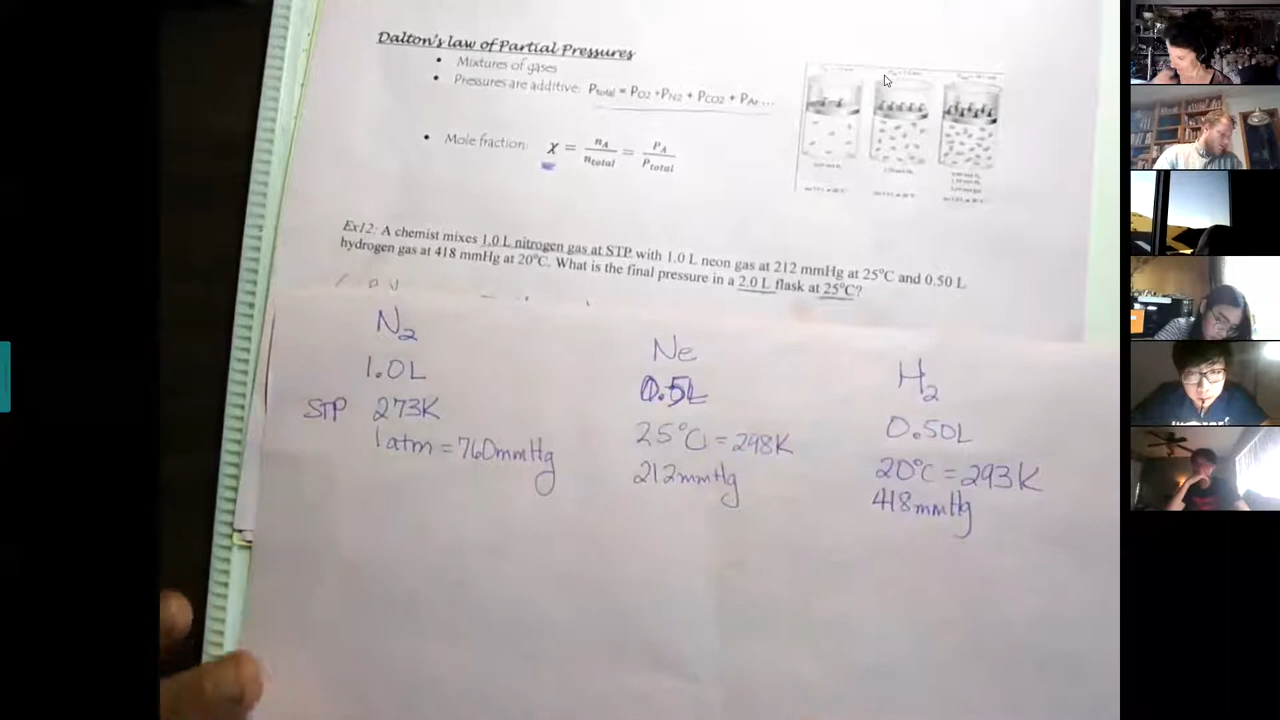 Dalton's law of Partial Pressures
• Mixtures of gases
• Pressures are additive: Ptotal = PO2 +PN2 + PCO2 + PAr ...
• Mole fraction: χ = nA/ntotal = PA/Ptotal
Ex12: A chemist mixes 1.0 L nitrogen gas at STP with 1.0 L neon gas at 212 mmHg at 25°C and 0.50 L
hydrogen gas at 418 mmHg at 20°C. What is the final pressure in a 2.0 L flask at 25°C?
N2
1.0L
STP 273K
1atm = 760mmHg
Ne
0.5L
25°C = 298K
212mmHg
H2
0.50L
20°C = 293K
418mmHg